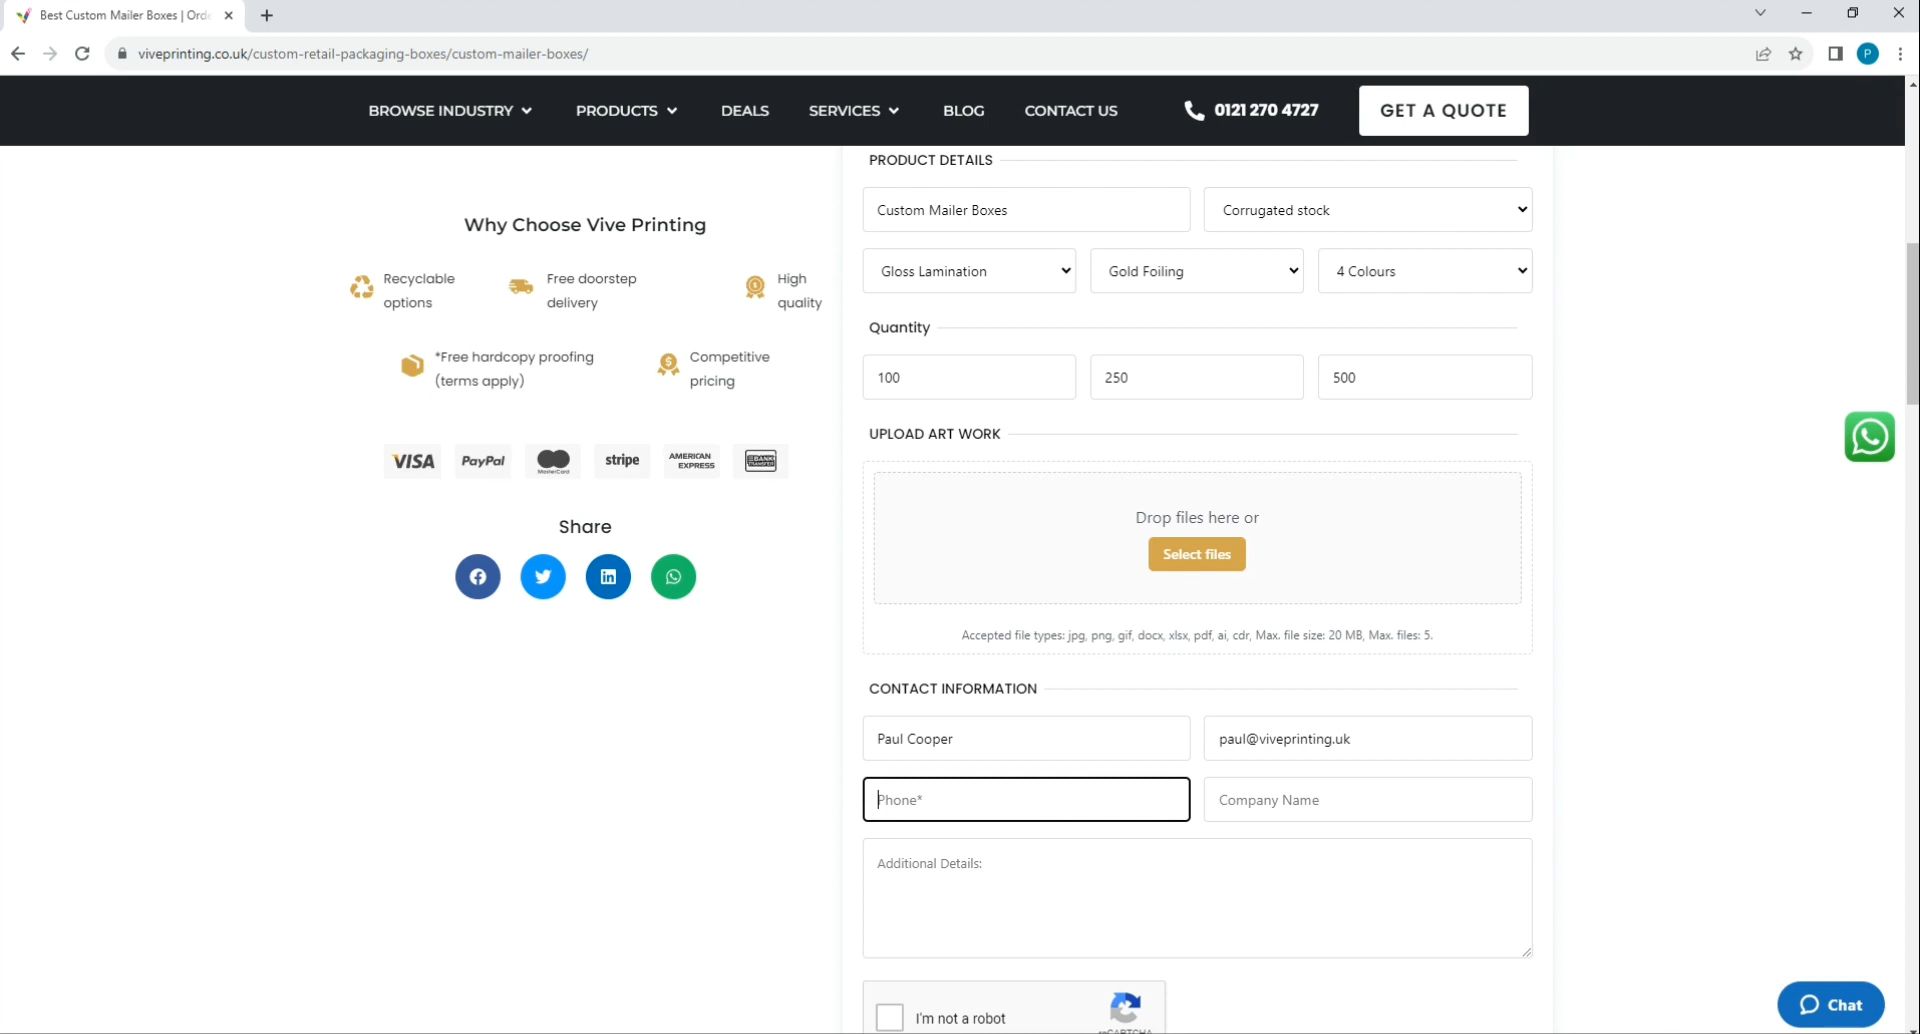 Best Custom Mailer Boxes | Orde
viveprinting.co.uk/custom-retail-packaging-boxes/custom-mailer-boxes/
P
BROWSE INDUSTRY PRODUCTS DEALS SERVICES BLOG CONTACT US 0121 270 4727 GET A QUOTE
Why Choose Vive Printing
Recyclable options
Free doorstep delivery
High quality
*Free hardcopy proofing (terms apply)
Competitive pricing
VISA PayPal MasterCard stripe AMERICAN EXPRESS BANK TRANSFER
Share
PRODUCT DETAILS
Custom Mailer Boxes Corrugated stock
Gloss Lamination Gold Foiling 4 Colours
Quantity
100 250 500
UPLOAD ART WORK
Drop files here or
Select files
Accepted file types: jpg, png, gif, docx, xlsx, pdf, ai, cdr, Max. file size: 20 MB, Max. files: 5.
CONTACT INFORMATION
Paul Cooper paul@viveprinting.uk
Phone* Company Name
Additional Details:
I'm not a robot
reCAPTCHA
Chat